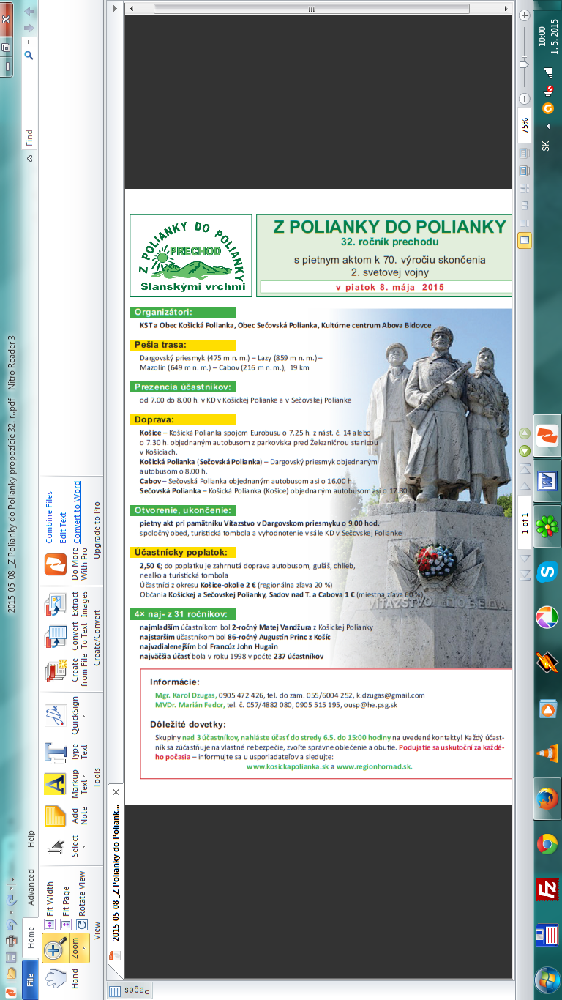 10:00
1. 5. 2015
SK
2015-05-08 _Z Polianky do Polianky propozície 32. r..pdf - Nitro Reader 3
File
Home
Advanced
Help
Find
Hand
Zoom
Fit Width
Fit Page
Rotate View
View
Select
Add Note
Markup Text
Type Text
QuickSign
Tools
Create from File
Convert To Text
Extract Images
Create/Convert
Do More With Pro
Combine Files
Edit Text
Convert to Word
Upgrade to Pro
2015-05-08 _Z Polianky do Poliank...
Pages
75%
1 of 1
Z POLIANKY DO POLIANKY
PRECHOD
Slanskými vrchmi
Z POLIANKY DO POLIANKY
32. ročník prechodu
s pietnym aktom k 70. výročiu skončenia
2. svetovej vojny
v piatok 8. mája 2015
Organizátori:
KST a Obec Košická Polianka, Obec Sečovská Polianka, Kultúrne centrum Abova Bidovce
Pešia trasa:
Dargovský priesmyk (475 m n. m.) – Lazy (859 m n. m.) –
Mazolín (649 m n. m.) – Cabov (216 m n. m.), 19 km
Prezencia účastníkov:
od 7.00 do 8.00 h. v KD v Košickej Polianke a v Sečovskej Polianke
Doprava:
Košice – Košická Polianka spojom Eurobusu o 7.25 h. z nást. č. 14 alebo
o 7.30 h. objednaným autobusom z parkoviska pred Železničnou stanicou
v Košiciach.
Košická Polianka (Sečovská Polianka) – Dargovský priesmyk objednaným
autobusom o 8.00 h.
Cabov – Sečovská Polianka objednaným autobusom asi o 16.00 h.
Sečovská Polianka – Košická Polianka (Košice) objednaným autobusom asi o 17.30 h.
Otvorenie, ukončenie:
pietny akt pri pamätníku Víťazstvo v Dargovskom priesmyku o 9.00 hod.
spoločný obed, turistická tombola a vyhodnotenie v sále KD v Sečovskej Polianke
Účastnícky poplatok:
2,50 €; do poplatku je zahrnutá doprava autobusom, guľáš, chlieb,
nealko a turistická tombola
Účastníci z okresu Košice-okolie 2 € (regionálna zľava 20 %)
Občania Košickej a Sečovskej Polianky, Sadov nad T. a Cabova 1 € (miestna zľava 60 %)
VÍŤAZSTVO ПОБЕДА
4× naj- z 31 ročníkov:
najmladším účastníkom bol 2-ročný Matej Vandžura z Košickej Polianky
najstarším účastníkom bol 86-ročný Augustín Princ z Košíc
najvzdialenejším bol Francúz John Hugain
najväčšia účasť bola v roku 1998 v počte 237 účastníkov
Informácie:
Mgr. Karol Dzugas, 0905 472 426, tel. do zam. 055/6004 252, k.dzugas@gmail.com
MVDr. Marián Fedor, tel. č. 057/4882 080, 0905 515 195, ousp@he.psg.sk
Dôležité dovetky:
Skupiny nad 3 účastníkov, nahláste účasť do stredy 6.5. do 15:00 hodiny na uvedené kontakty! Každý účast-
ník sa zúčastňuje na vlastné nebezpečie, zvoľte správne oblečenie a obutie. Podujatie sa uskutoční za každé-
ho počasia – informujte sa u usporiadateľov a sledujte:
www.kosickapolianka.sk a www.regionhornad.sk.